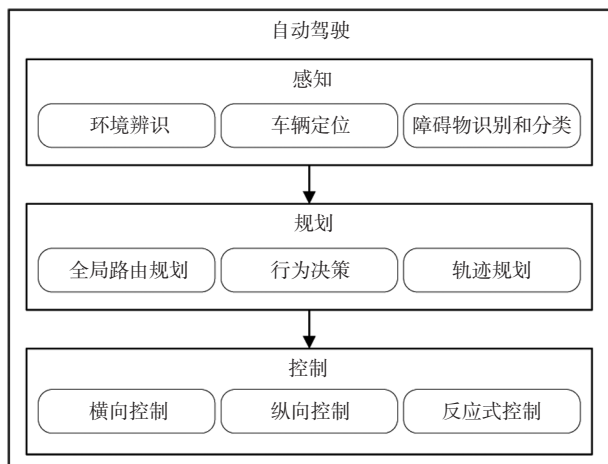 自动驾驶
感知
环境辨识 车辆定位 障碍物识别和分类
规划
全局路由规划 行为决策 轨迹规划
控制
横向控制 纵向控制 反应式控制